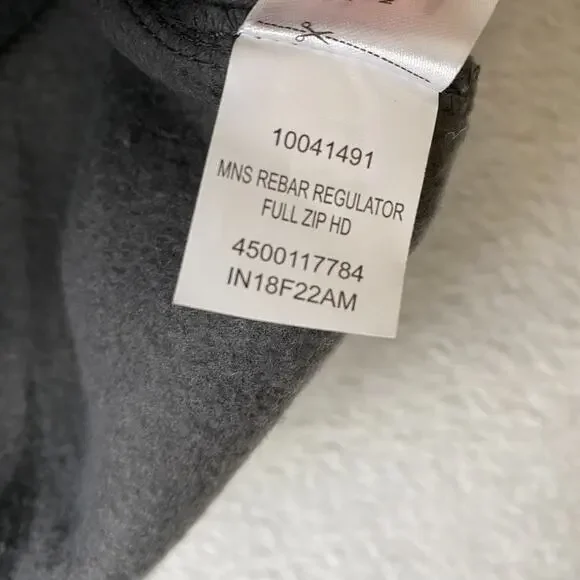 10041491
MNS REBAR REGULATOR
FULL ZIP HD
4500117784
IN18F22AM